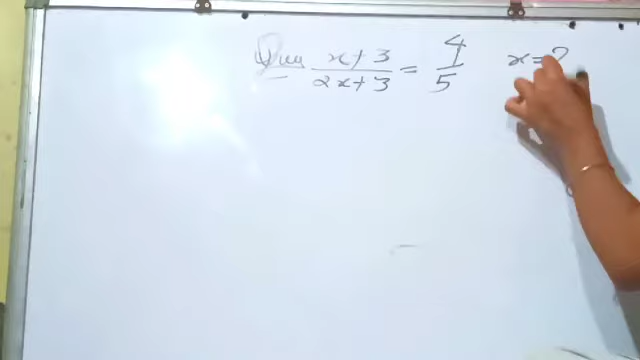 Que x+3/2x+3 = 4/5 x=?